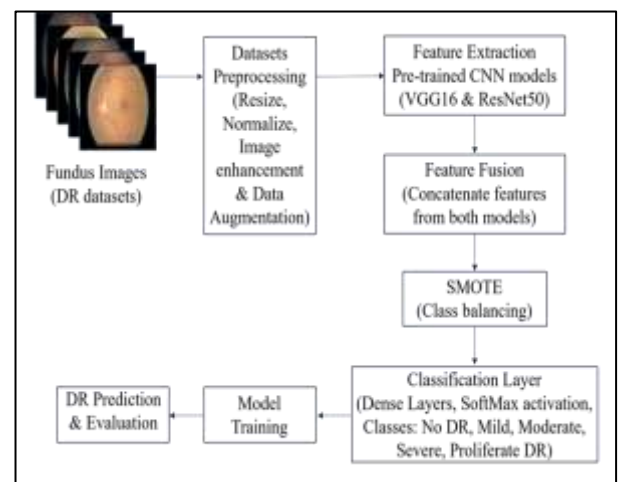 Fundus Images
(DR datasets)
Datasets
Preprocessing
(Resize,
Normalize,
Image
enhancement
& Data
Augmentation)
Feature Extraction
Pre-trained CNN models
(VGG16 & ResNet50)
Feature Fusion
(Concatenate features
from both models)
SMOTE
(Class balancing)
Classification Layer
(Dense Layers, SoftMax activation,
Classes: No DR, Mild, Moderate,
Severe, Proliferate DR)
Model
Training
DR Prediction
& Evaluation